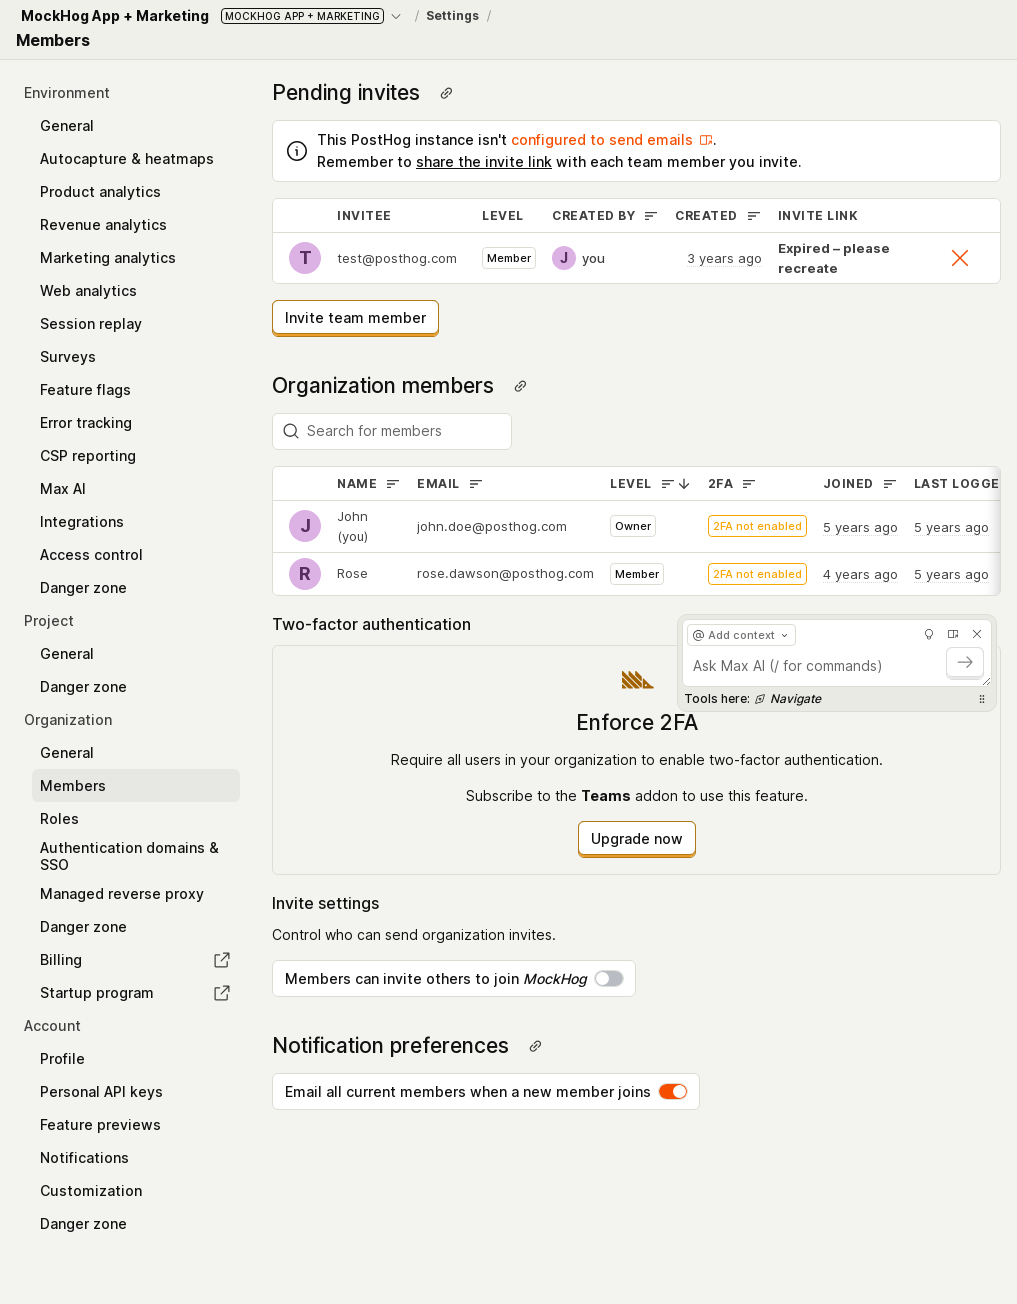 MockHog App + Marketing MOCKHOG APP + MARKETING / Settings /
Members
Environment
General
Autocapture & heatmaps
Product analytics
Revenue analytics
Marketing analytics
Web analytics
Session replay
Surveys
Feature flags
Error tracking
CSP reporting
Max AI
Integrations
Access control
Danger zone
Project
General
Danger zone
Organization
General
Members
Roles
Authentication domains &
SSO
Managed reverse proxy
Danger zone
Billing
Startup program
Account
Profile
Personal API keys
Feature previews
Notifications
Customization
Danger zone
Pending invites
This PostHog instance isn't configured to send emails.
Remember to share the invite link with each team member you invite.
INVITEE LEVEL CREATED BY CREATED INVITE LINK
T test@posthog.com Member J you 3 years ago Expired – please
recreate
Invite team member
Organization members
Search for members
NAME EMAIL LEVEL 2FA JOINED LAST LOGGE
J John
(you) john.doe@posthog.com Owner 2FA not enabled 5 years ago 5 years ago
R Rose rose.dawson@posthog.com Member 2FA not enabled 4 years ago 5 years ago
Two-factor authentication
@ Add context
Ask Max AI (/ for commands)
Tools here: Navigate
Enforce 2FA
Require all users in your organization to enable two-factor authentication.
Subscribe to the Teams addon to use this feature.
Upgrade now
Invite settings
Control who can send organization invites.
Members can invite others to join MockHog
Notification preferences
Email all current members when a new member joins